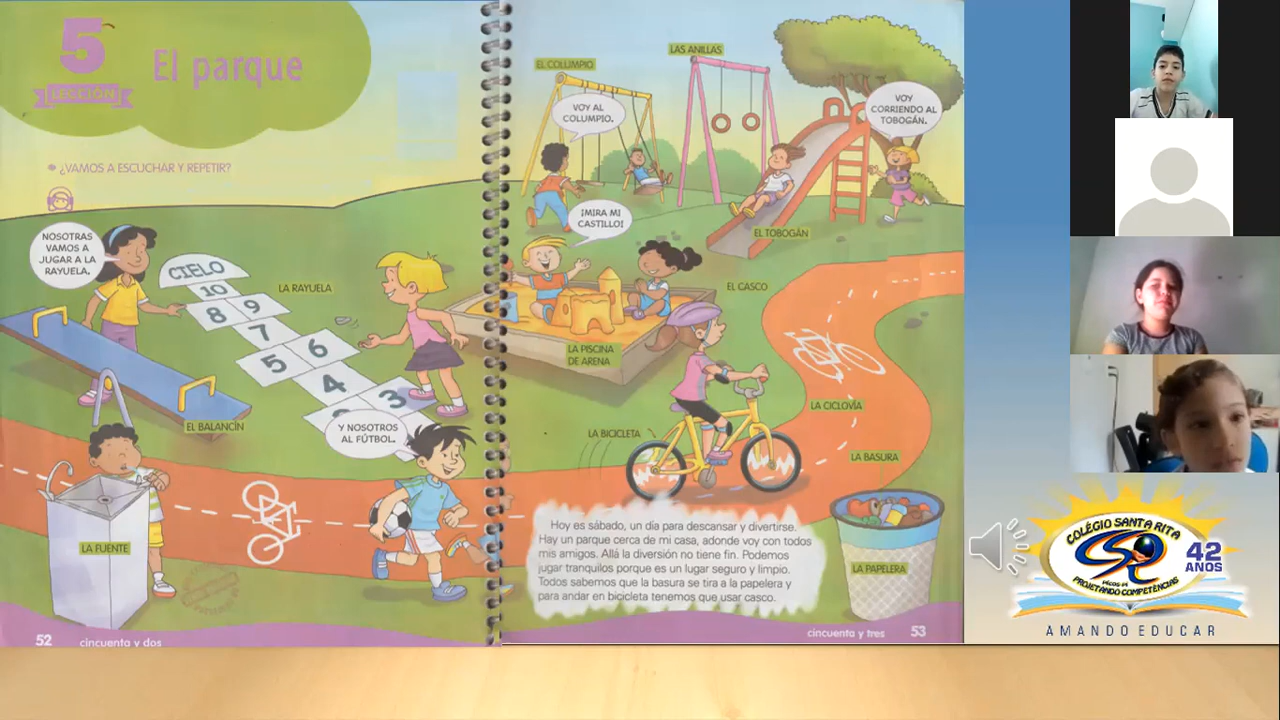 5
LECCIÓN
El parque
¿VAMOS A ESCUCHAR Y REPETIR?
NOSOTRAS
VAMOS A
JUGAR A LA
RAYUELA.
CIELO
10
9
8
7
6
5
4
3
LA RAYUELA
EL BALANCÍN
Y NOSOTROS
AL FÚTBOL.
LA FUENTE
52 cincuenta y dos
EL COLUMPIO
LAS ANILLAS
VOY AL
COLUMPIO.
VOY
CORRIENDO AL
TOBOGÁN.
¡MIRA MI
CASTILLO!
EL TOBOGÁN
EL CASCO
LA PISCINA
DE ARENA
LA CICLOVÍA
LA BICICLETA
LA BASURA
Hoy es sábado, un día para descansar y divertirse.
Hay un parque cerca de mi casa, adonde voy con todos
mis amigos. Allá la diversión no tiene fin. Podemos
jugar tranquilos porque es un lugar seguro y limpio.
Todos sabemos que la basura se tira a la papelera y
para andar en bicicleta tenemos que usar casco.
LA PAPELERA
cincuenta y tres 53
COLÉGIO SANTA RITA
42
ANOS
PICOS-PI
PROJETANDO COMPETÊNCIAS
AMANDO EDUCAR